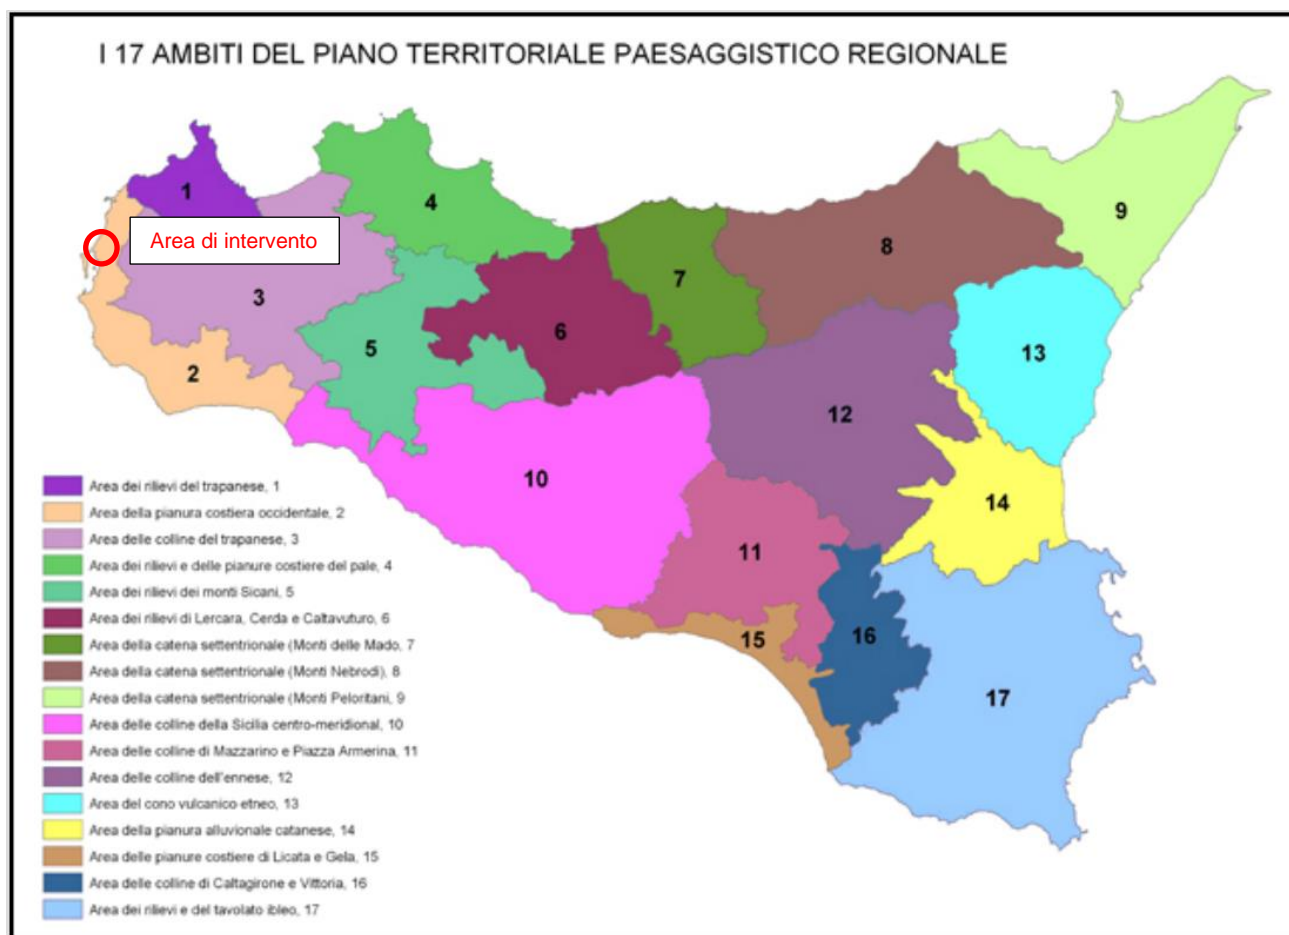 I 17 AMBITI DEL PIANO TERRITORIALE PAESAGGISTICO REGIONALE
1
4
9
Area di intervento
8
7
3
6
5
13
2
12
10
14
11
15
16
17
Area dei rilievi del trapanese, 1
Area della pianura costiera occidentale, 2
Area delle colline del trapanese, 3
Area dei rilievi e delle pianure costiere del pale, 4
Area dei rilievi dei monti Sicani, 5
Area dei rilievi di Lercara, Cerda e Caltavuturo, 6
Area della catena settentrionale (Monti delle Mado, 7
Area della catena settentrionale (Monti Nebrodi), 8
Area della catena settentrionale (Monti Peloritani, 9
Area delle colline della Sicilia centro-meridional, 10
Area delle colline di Mazzarino e Piazza Armerina, 11
Area delle colline dell'ennese, 12
Area del cono vulcanico etneo, 13
Area della pianura alluvionale catanese, 14
Area delle pianure costiere di Licata e Gela, 15
Area delle colline di Caltagirone e Vittoria, 16
Area dei rilievi e del tavolato ibleo, 17